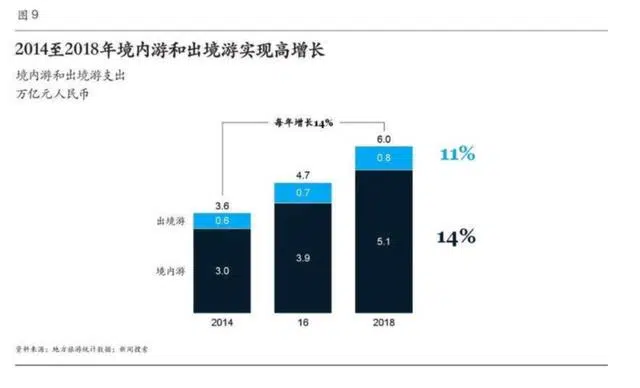 图 9
2014至2018年境内游和出境游实现高增长
境内游和出境游支出
万亿元人民币
每年增长14%
6.0
0.8
11%
4.7
0.7
3.6
出境游
0.6
5.1
14%
3.9
境内游
3.0
2014
16
2018
资料来源：地方旅游统计数据；新闻搜索